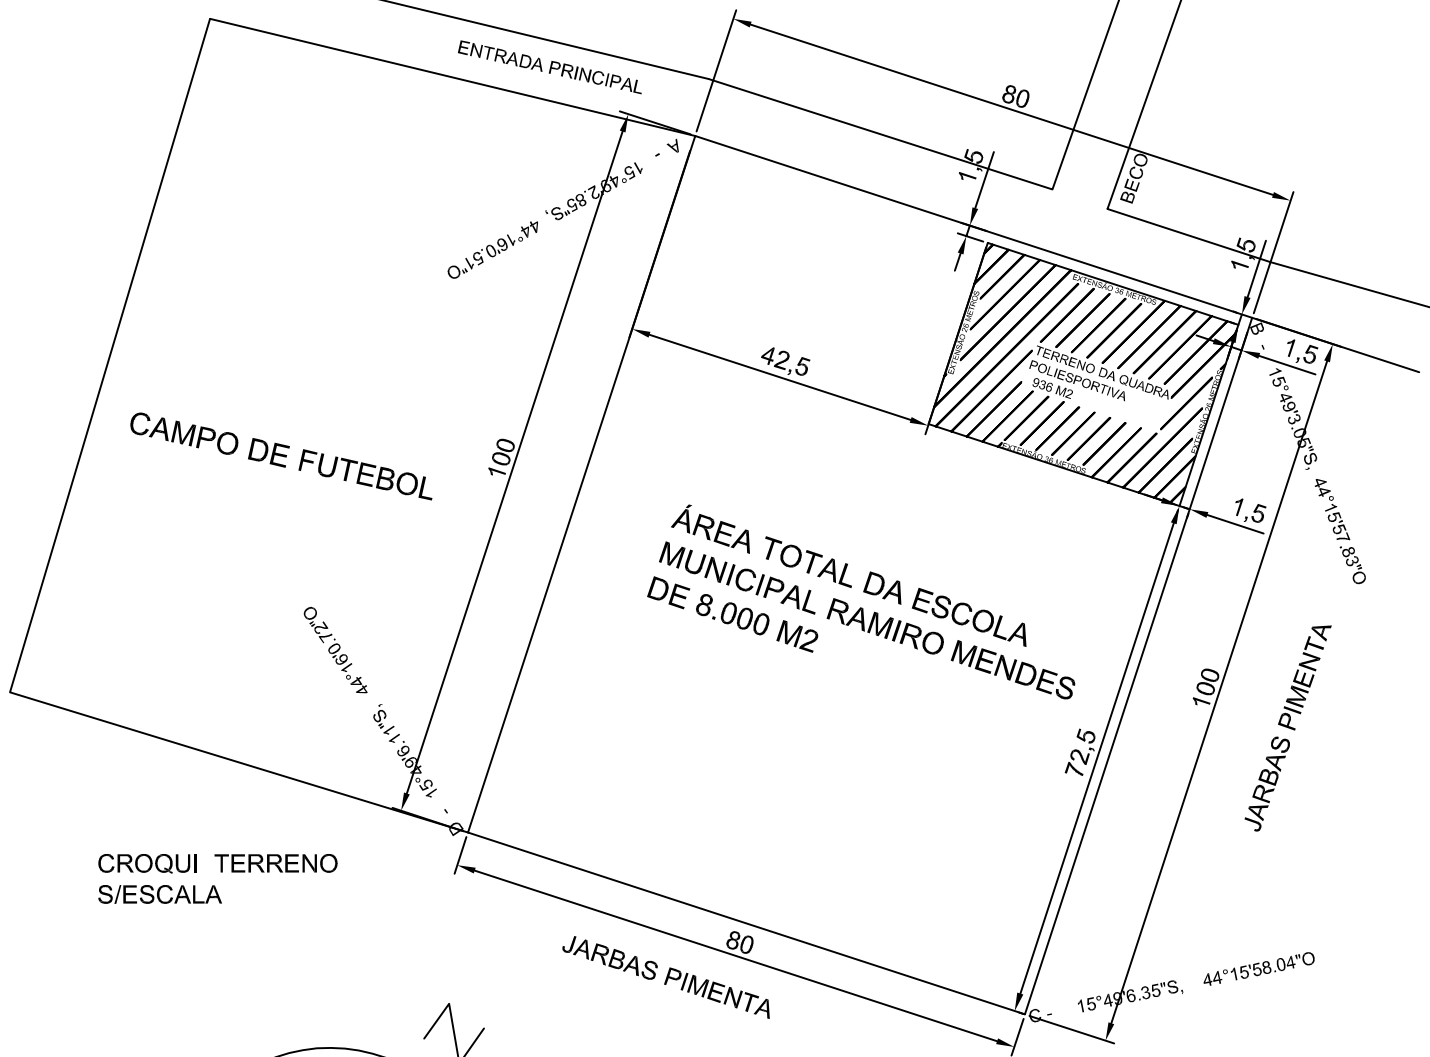 ENTRADA PRINCIPAL
80
BECO
1,5
1,5
A - 15°49'2.85"S, 44°16'0.51"O
EXTENSÃO 36 METROS
EXTENSÃO 26 METROS
TERRENO DA QUADRA
POLIESPORTIVA
936 M2
EXTENSÃO 26 METROS
EXTENSÃO 36 METROS
B - 15°49'3.05"S, 44°15'57.83"O
1,5
42,5
1,5
CAMPO DE FUTEBOL
100
ÁREA TOTAL DA ESCOLA
MUNICIPAL RAMIRO MENDES
DE 8.000 M2
72,5
100
JARBAS PIMENTA
D - 15°49'6.11"S, 44°16'0.72"O
CROQUI TERRENO
S/ESCALA
80
JARBAS PIMENTA
C - 15°49'6.35"S, 44°15'58.04"O
N